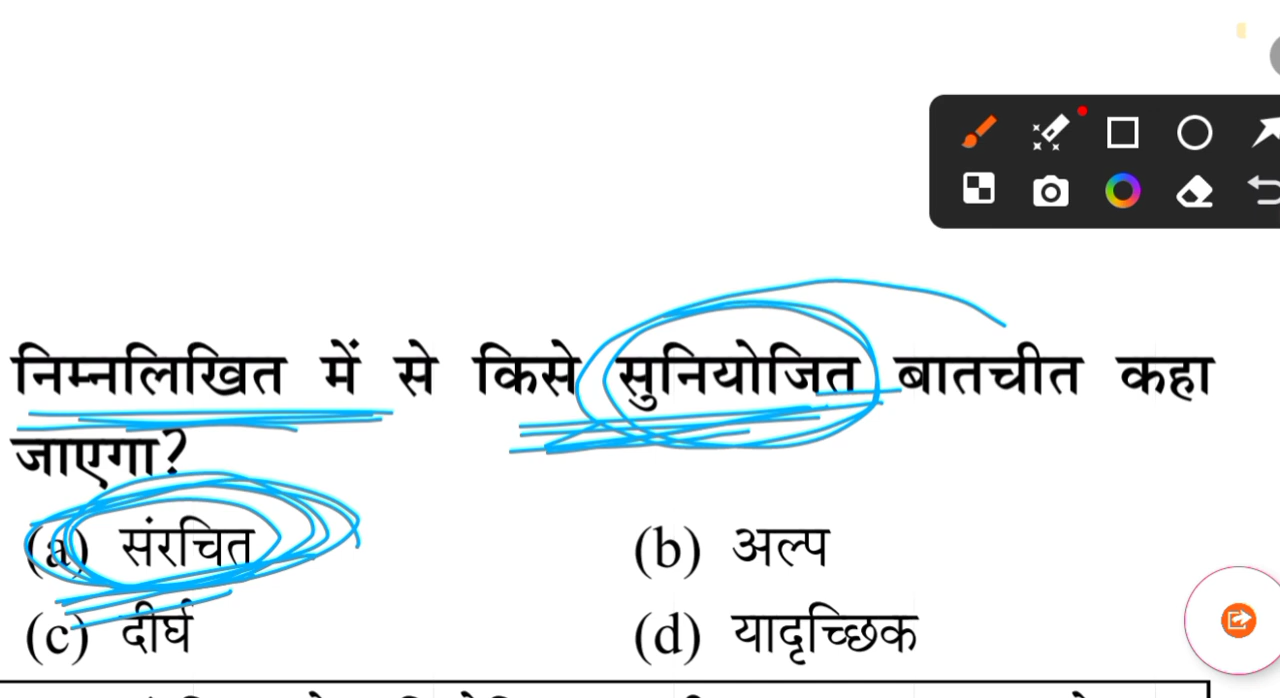 निम्नलिखित में से किसे सुनियोजित बातचीत कहा
जाएगा?
(a) संरचित (b) अल्प
(c) दीर्घ (d) यादृच्छिक